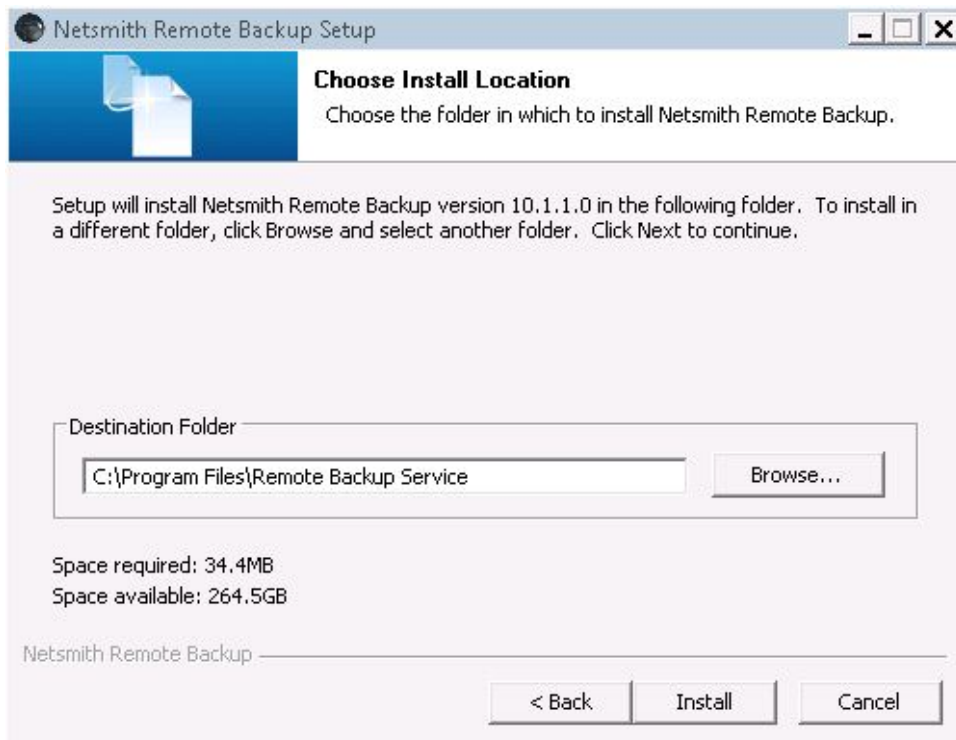 Netsmith Remote Backup Setup
Choose Install Location
Choose the folder in which to install Netsmith Remote Backup.
Setup will install Netsmith Remote Backup version 10.1.1.0 in the following folder.  To install in
a different folder, click Browse and select another folder.  Click Next to continue.
Destination Folder
C:\Program Files\Remote Backup Service
Browse...
Space required: 34.4MB
Space available: 264.5GB
Netsmith Remote Backup
< Back
Install
Cancel